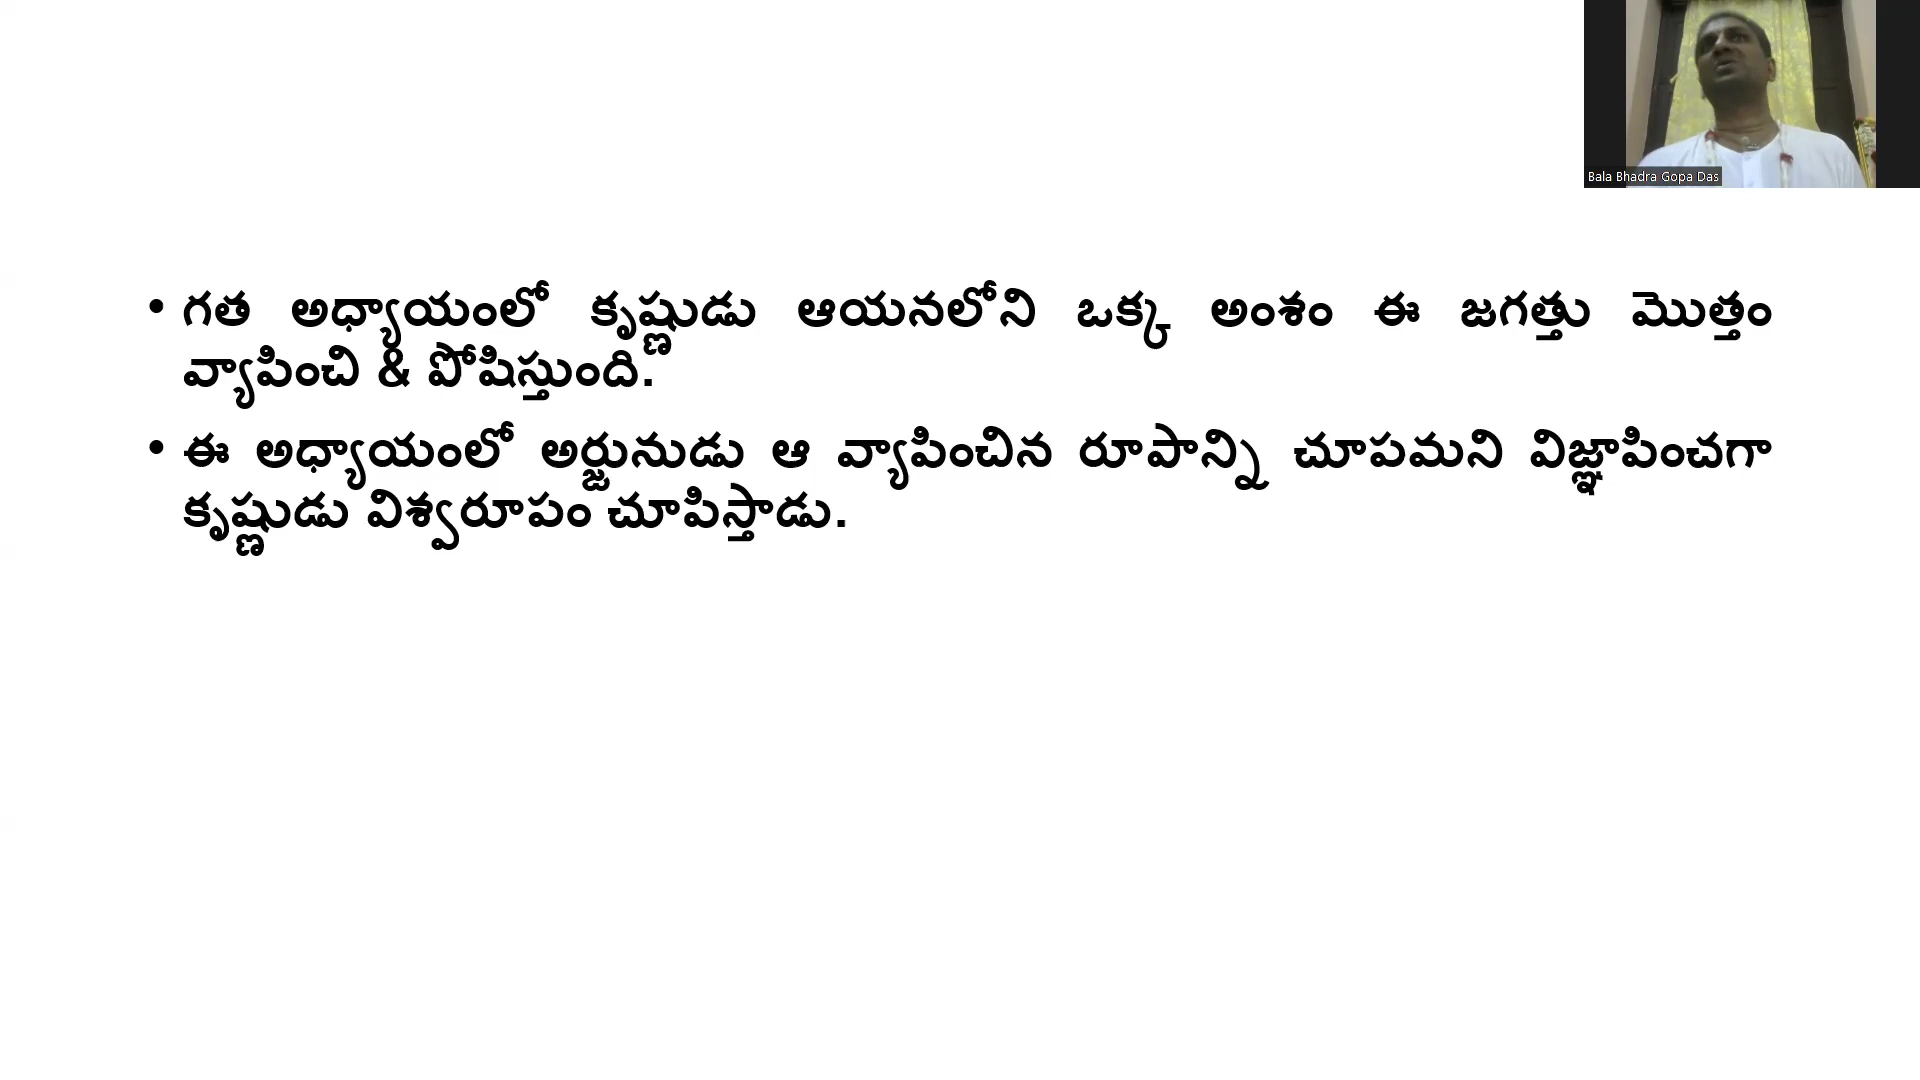 Bala Bhadra Gopa Das
• గత అధ్యాయంలో కృష్ణుడు ఆయనలోని ఒక్క అంశం ఈ జగత్తు మొత్తం
వ్యాపించి & పోషిస్తుంది.
• ఈ అధ్యాయంలో అర్జునుడు ఆ వ్యాపించిన రూపాన్ని చూపమని విజ్ఞాపించగా
కృష్ణుడు విశ్వరూపం చూపిస్తాడు.